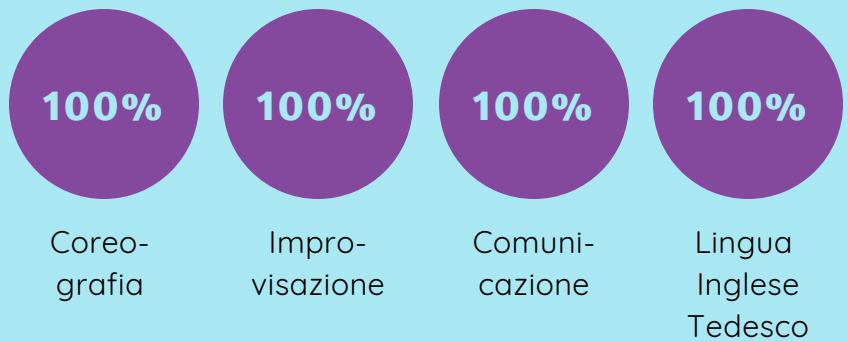 100% 100% 100% 100%
Coreo-
grafia
Impro-
visazione
Comuni-
cazione
Lingua
Inglese
Tedesco